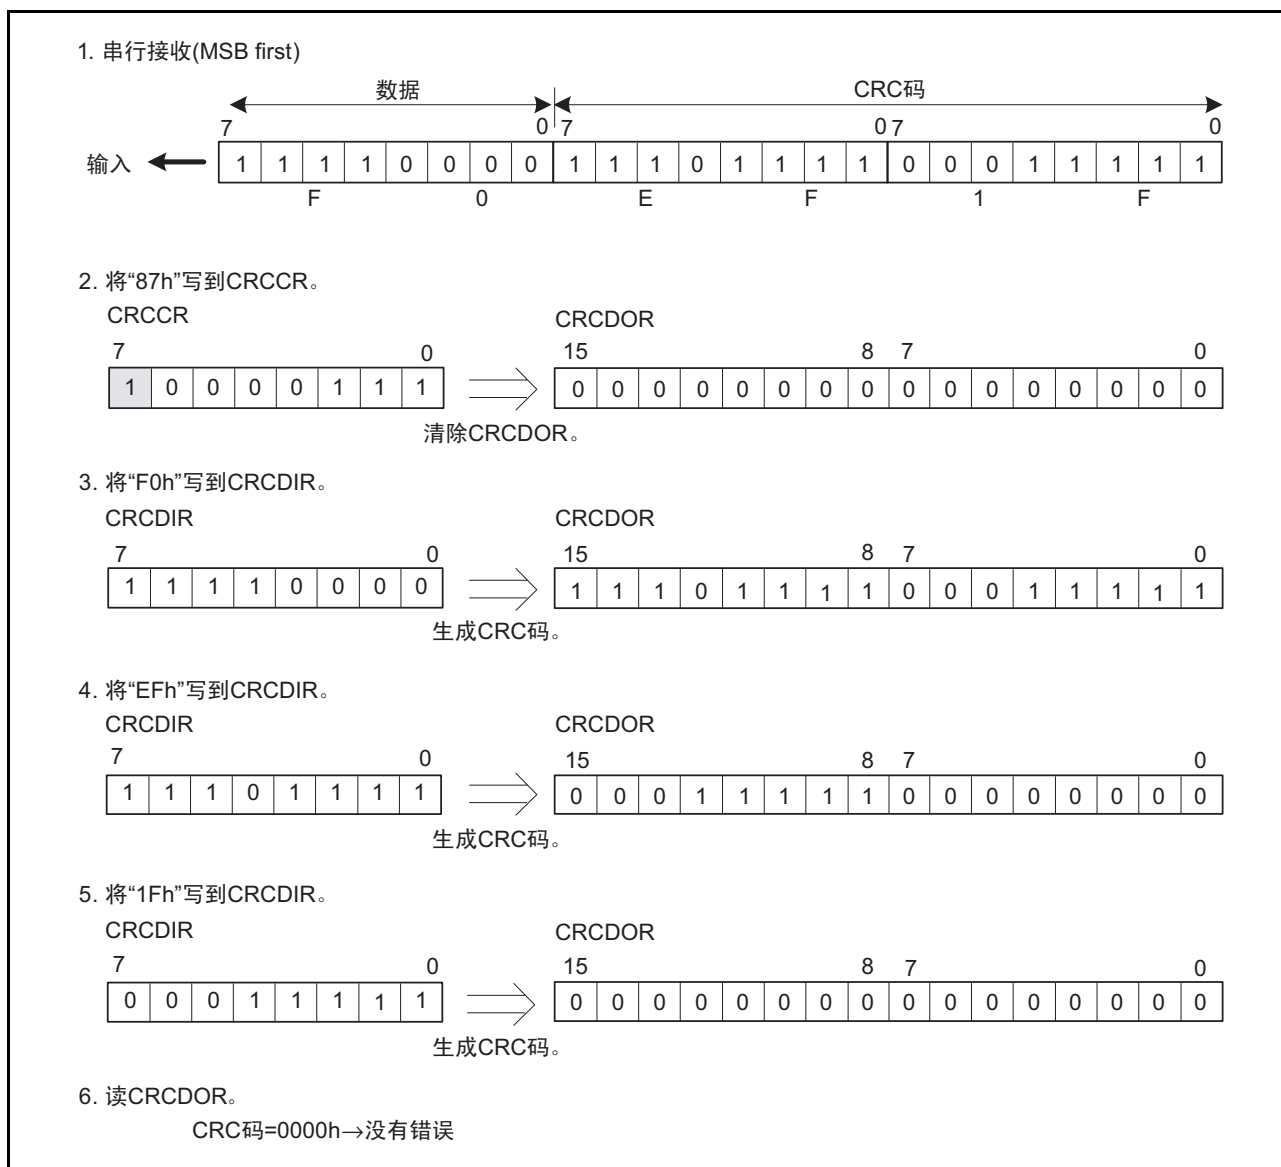 1. 串行接收(MSB first)
数据 CRC码
7 0 7 0 7 0
输入 1 1 1 1 0 0 0 0 1 1 1 0 1 1 1 1 0 0 0 1 1 1 1 1
F 0 E F 1 F
2. 将“87h”写到CRCCR。
CRCCR CRCDOR
7 0 15 8 7 0
1 0 0 0 0 1 1 1 0 0 0 0 0 0 0 0 0 0 0 0 0 0 0 0
清除CRCDOR。
3. 将“F0h”写到CRCDIR。
CRCDIR CRCDOR
7 0 15 8 7 0
1 1 1 1 0 0 0 0 1 1 1 0 1 1 1 1 0 0 0 1 1 1 1 1
生成CRC码。
4. 将“EFh”写到CRCDIR。
CRCDIR CRCDOR
7 0 15 8 7 0
1 1 1 0 1 1 1 1 0 0 0 1 1 1 1 1 0 0 0 0 0 0 0 0
生成CRC码。
5. 将“1Fh”写到CRCDIR。
CRCDIR CRCDOR
7 0 15 8 7 0
0 0 0 1 1 1 1 1 0 0 0 0 0 0 0 0 0 0 0 0 0 0 0 0
生成CRC码。
6. 读CRCDOR。
CRC码=0000h→没有错误